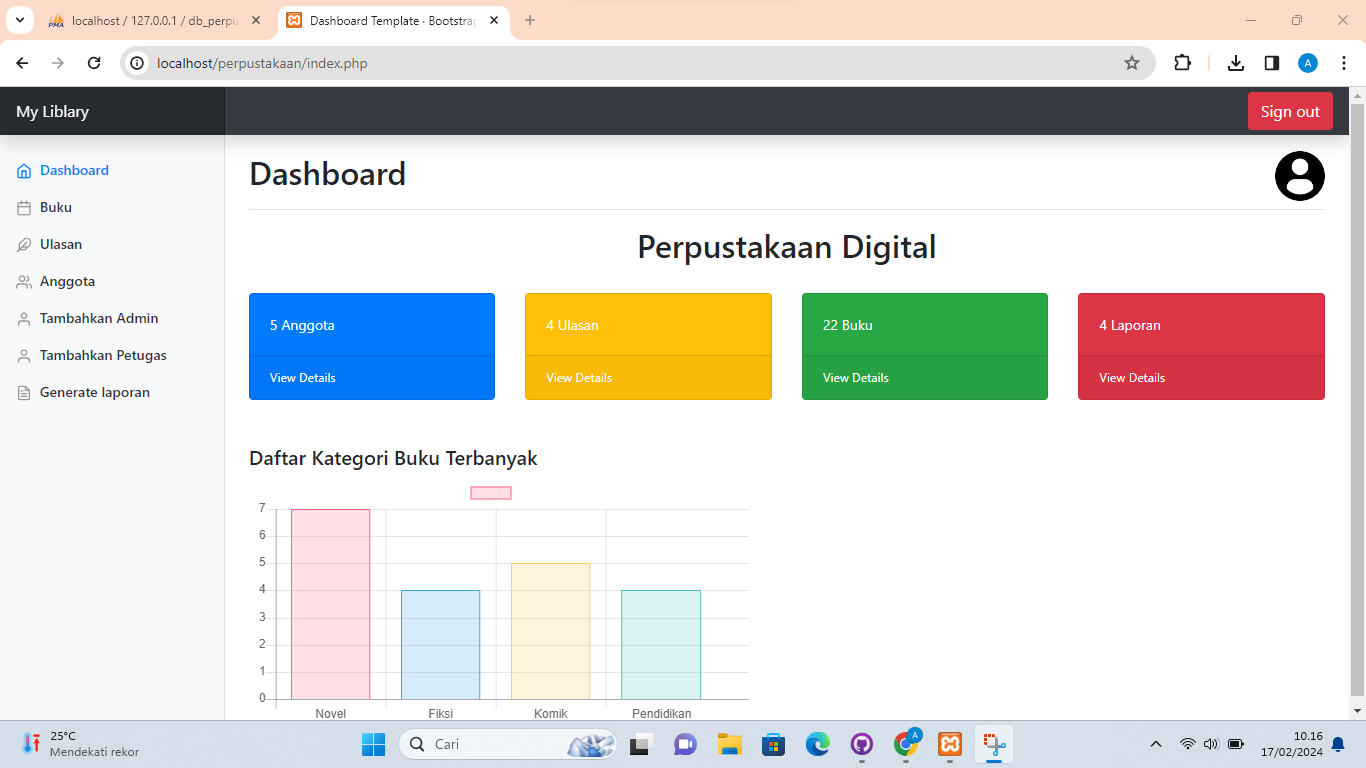 localhost / 127.0.0.1 / db_perpu
Dashboard Template · Bootstrap
localhost/perpustakaan/index.php
A
My Liblary
Sign out
Dashboard
Buku
Ulasan
Anggota
Tambahkan Admin
Tambahkan Petugas
Generate laporan
Dashboard
Perpustakaan Digital
5 Anggota
View Details
4 Ulasan
View Details
22 Buku
View Details
4 Laporan
View Details
Daftar Kategori Buku Terbanyak
7
6
5
4
3
2
1
0
Novel
Fiksi
Komik
Pendidikan
25°C
Mendekati rekor
Cari
A
10.16
17/02/2024